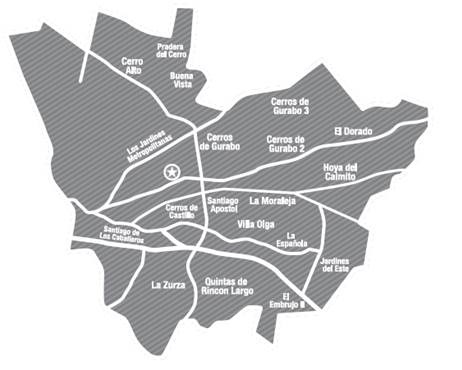 Pradera
del Cerro
Cerro
Alto
Buena
Vista
Cerros de
Gurabo 3
Los Jardines
Metropolitanas
Cerros
de Gurabo
Cerros de
Gurabo 2
El Dorado
Hoya del
Caimito
Cerros de
Castillo
Santiago
Apostol
La Moraleja
Villa Olga
La
Española
Santiago de
Los Caballeros
Jardines
del Este
La Zurza
Quintas de
Rincon Largo
El
Embrujo II